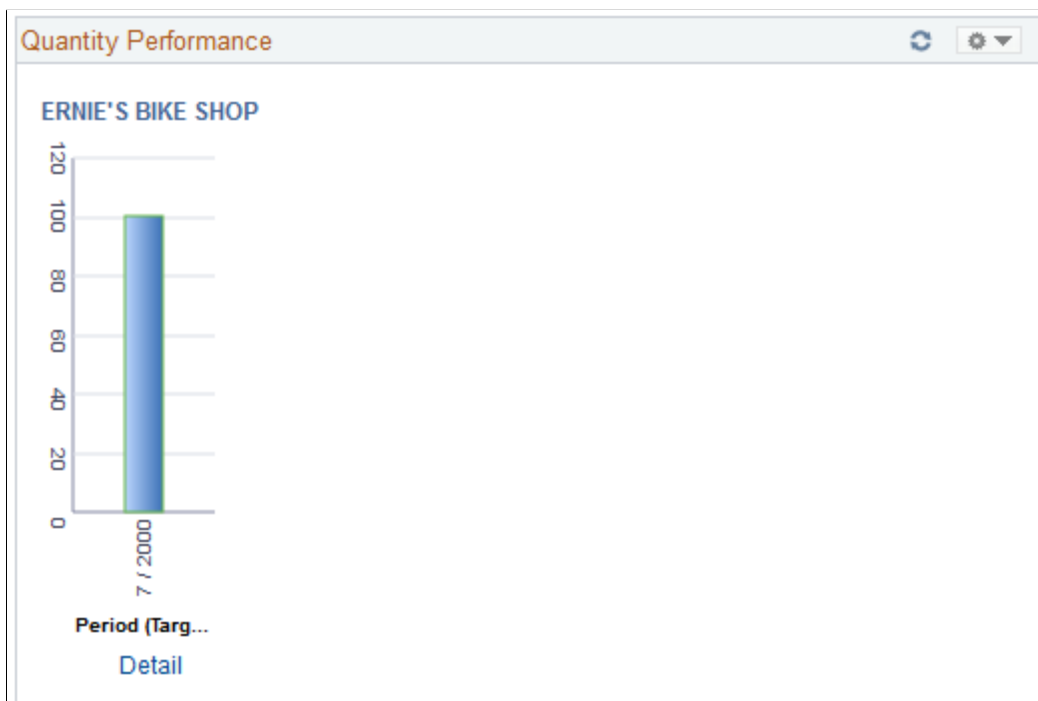 Quantity Performance
ERNIE'S BIKE SHOP
120
100
80
60
40
20
0
7 / 2000
Period (Targ...
Detail